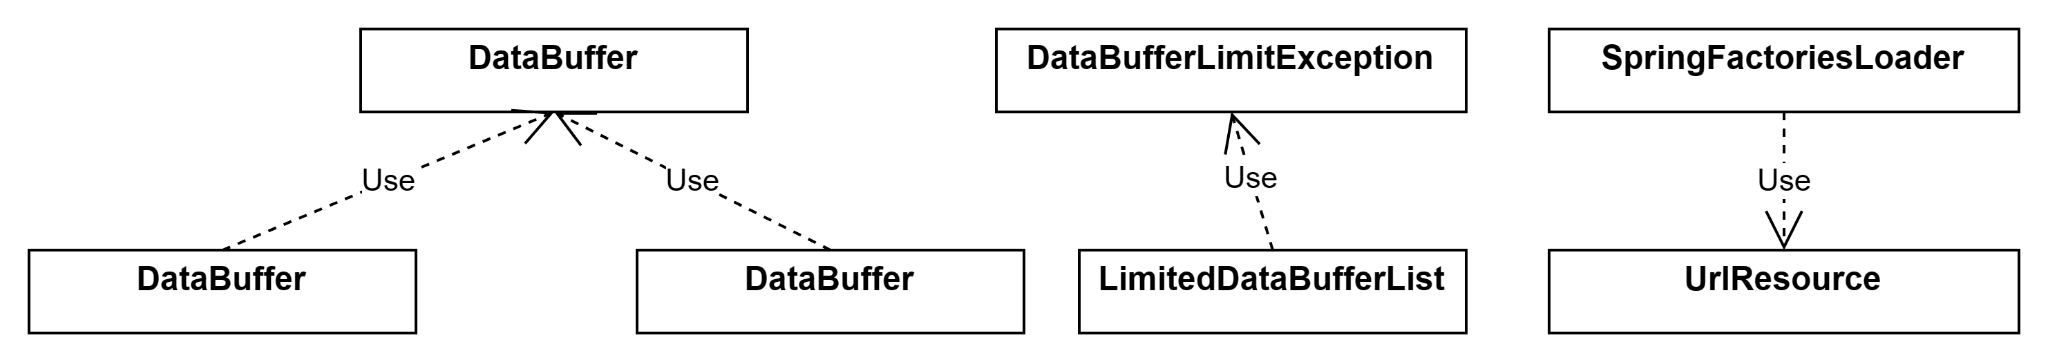 DataBuffer
DataBufferLimitException
SpringFactoriesLoader
Use
Use
Use
Use
DataBuffer
DataBuffer
LimitedDataBufferList
UrlResource